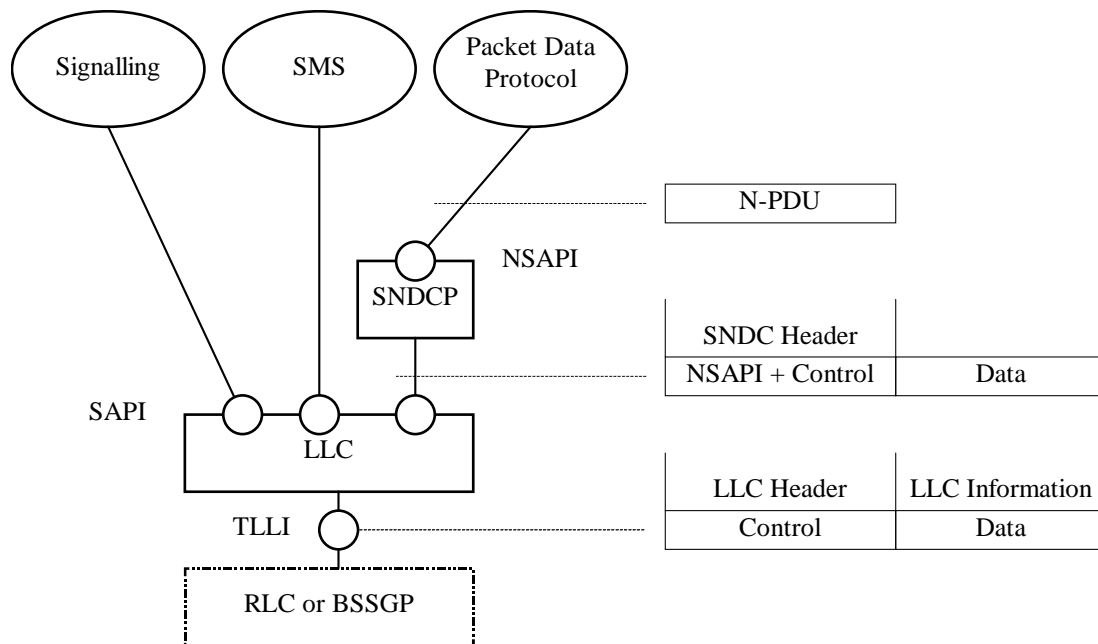 Signalling
SMS
Packet Data
Protocol
N-PDU
NSAPI
SNDCP
SNDC Header
NSAPI + Control
Data
SAPI
LLC
LLC Header
LLC Information
TLLI
Control
Data
RLC or BSSGP